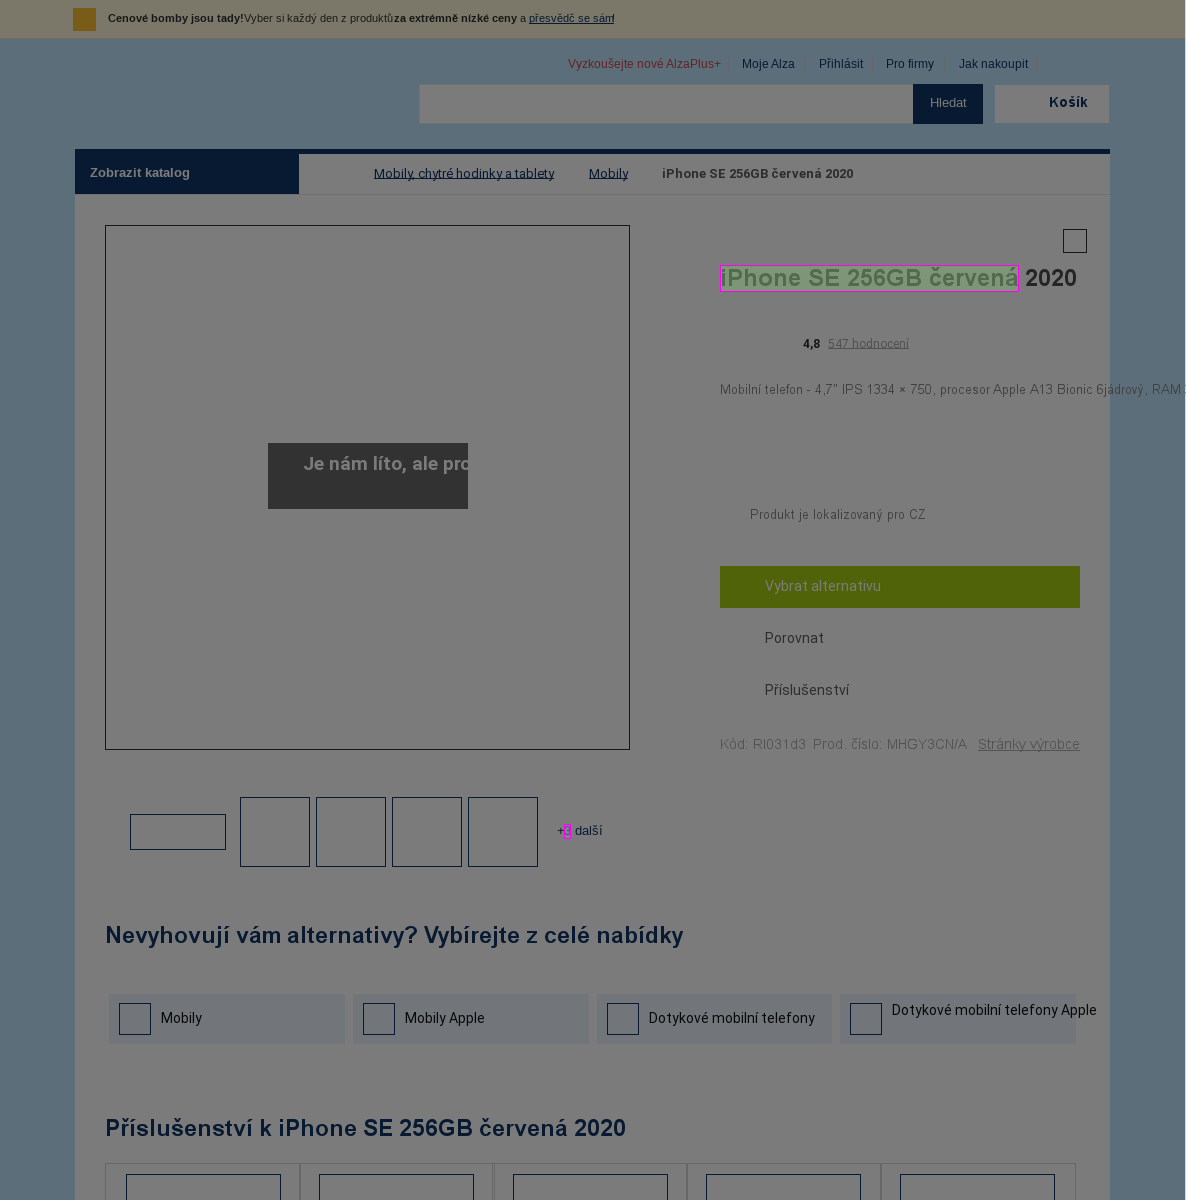 Cenové bomby jsou tady!Vyber si každý den z produktů za extrémně nízké ceny a přesvědč se sám!
Vyzkoušejte nové AlzaPlus+ Moje Alza Přihlásit Pro firmy Jak nakoupit
Hledat Košík
Zobrazit katalog Mobily, chytré hodinky a tablety Mobily iPhone SE 256GB červená 2020
iPhone SE 256GB červená 2020
4,8 547 hodnocení
Mobilní telefon - 4,7" IPS 1334 × 750, procesor Apple A13 Bionic 6jádrový, RAM
Je nám líto, ale pro
Produkt je lokalizovaný pro CZ
Vybrat alternativu
Porovnat
Příslušenství
Kód: RI031d3 Prod. číslo: MHGY3CN/A Stránky výrobce
+3 další
Nevyhovují vám alternativy? Vybírejte z celé nabídky
Mobily Mobily Apple Dotykové mobilní telefony Dotykové mobilní telefony Apple
Příslušenství k iPhone SE 256GB červená 2020